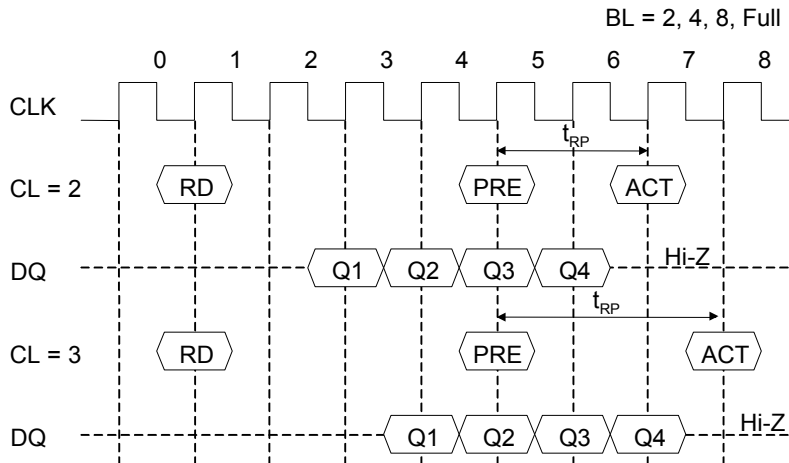 BL = 2, 4, 8, Full
0 1 2 3 4 5 6 7 8
CLK
tRP
CL = 2 RD PRE ACT
DQ Q1 Q2 Q3 Q4 Hi-Z
tRP
CL = 3 RD PRE ACT
DQ Q1 Q2 Q3 Q4 Hi-Z